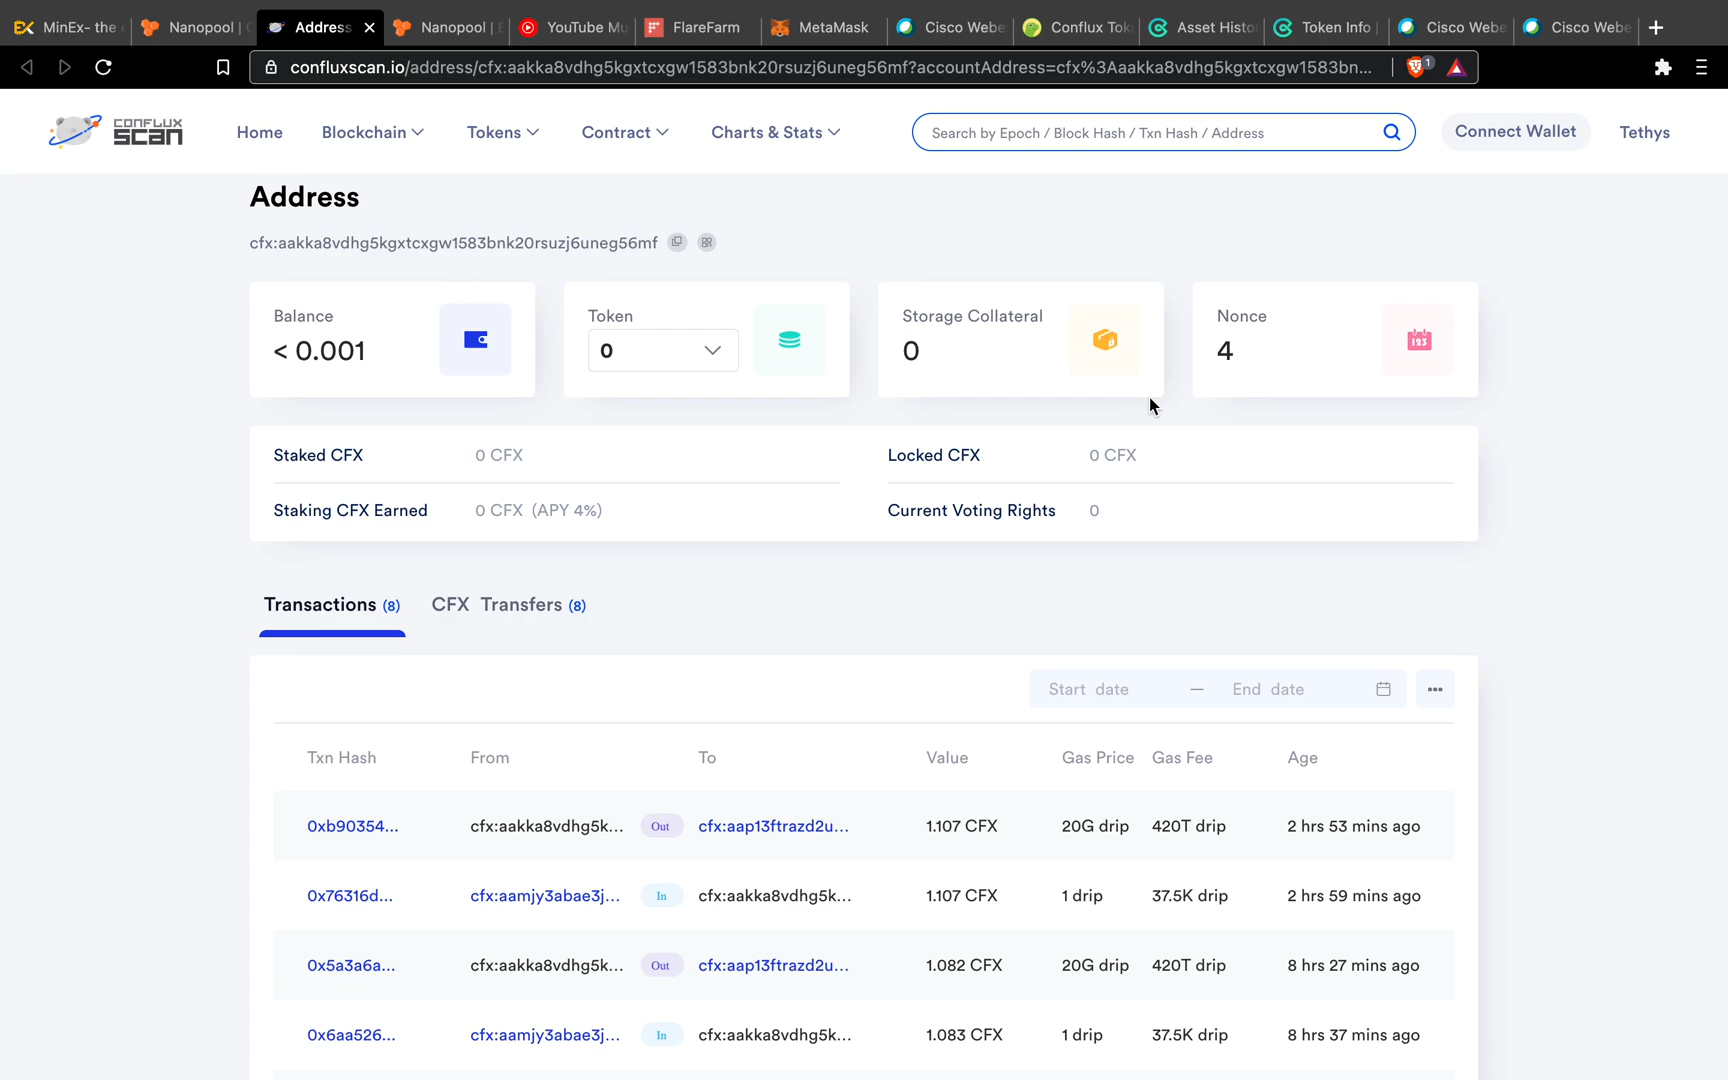 MinEx- the e
Nanopool | (
Address
Nanopool | E
YouTube Mu
FlareFarm
MetaMask
Cisco Webe
Conflux Tok
Asset Histor
Token Info |
Cisco Webe
Cisco Webe
confluxscan.io/address/cfx:aakka8vdhg5kgxtcxgw1583bnk20rsuzj6uneg56mf?accountAddress=cfx%3Aaakka8vdhg5kgxtcxgw1583bn...
1
CONFLUX
SCAN
Home
Blockchain
Tokens
Contract
Charts & Stats
Search by Epoch / Block Hash / Txn Hash / Address
Connect Wallet
Tethys
Address
cfx:aakka8vdhg5kgxtcxgw1583bnk20rsuzj6uneg56mf
Balance
< 0.001
Token
0
Storage Collateral
0
Nonce
4
123
Staked CFX 0 CFX
Locked CFX 0 CFX
Staking CFX Earned 0 CFX (APY 4%)
Current Voting Rights 0
Transactions (8)
CFX Transfers (8)
Start date — End date
Txn Hash From To Value Gas Price Gas Fee Age
0xb90354... cfx:aakka8vdhg5k... Out cfx:aap13ftrazd2u... 1.107 CFX 20G drip 420T drip 2 hrs 53 mins ago
0x76316d... cfx:aamjy3abae3j... In cfx:aakka8vdhg5k... 1.107 CFX 1 drip 37.5K drip 2 hrs 59 mins ago
0x5a3a6a... cfx:aakka8vdhg5k... Out cfx:aap13ftrazd2u... 1.082 CFX 20G drip 420T drip 8 hrs 27 mins ago
0x6aa526... cfx:aamjy3abae3j... In cfx:aakka8vdhg5k... 1.083 CFX 1 drip 37.5K drip 8 hrs 37 mins ago